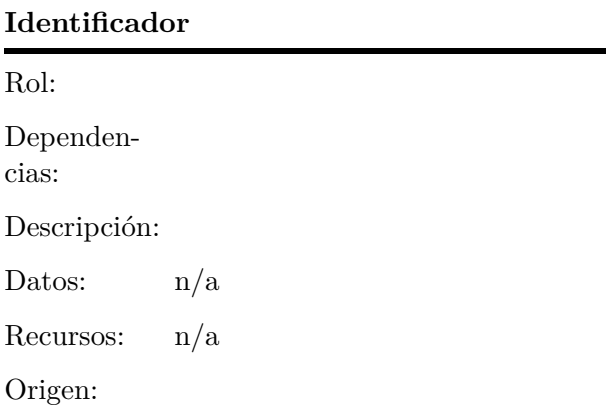 Identificador
Rol:
Dependen-
cias:
Descripción:
Datos: n/a
Recursos: n/a
Origen: